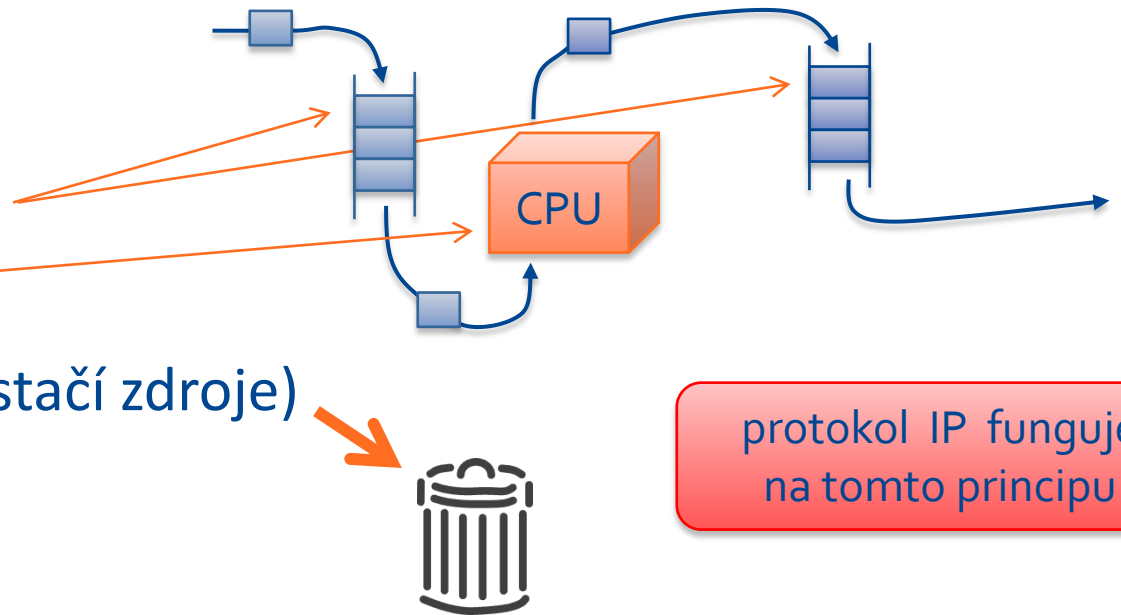 CPU
stačí zdroje)
protokol IP funguje
na tomto principu